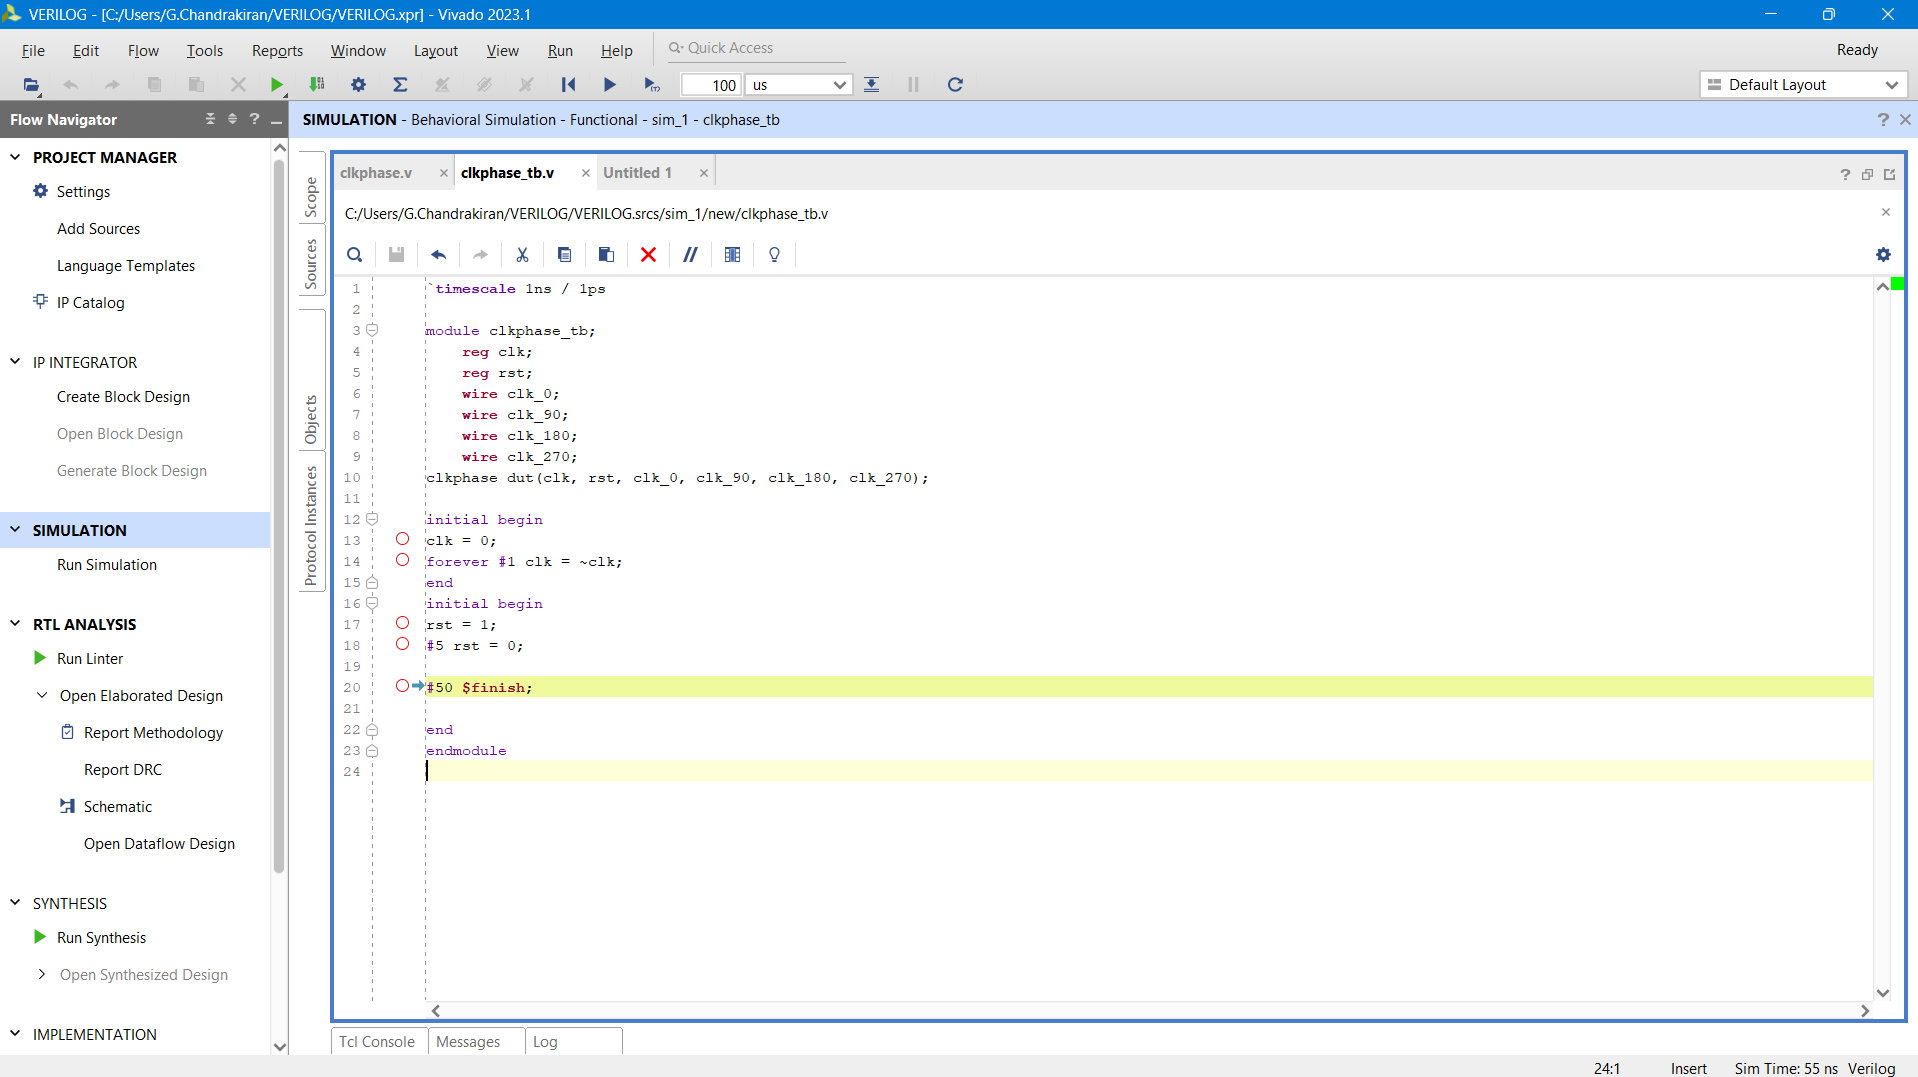 VERILOG - [C:/Users/G.Chandrakiran/VERILOG/VERILOG.xpr] - Vivado 2023.1
File Edit Flow Tools Reports Window Layout View Run Help Quick Access Ready
100 us Default Layout
Flow Navigator
SIMULATION - Behavioral Simulation - Functional - sim_1 - clkphase_tb
PROJECT MANAGER
Settings
Add Sources
Language Templates
IP Catalog
IP INTEGRATOR
Create Block Design
Open Block Design
Generate Block Design
SIMULATION
Run Simulation
RTL ANALYSIS
Run Linter
Open Elaborated Design
Report Methodology
Report DRC
Schematic
Open Dataflow Design
SYNTHESIS
Run Synthesis
Open Synthesized Design
IMPLEMENTATION
Scope
Sources
Objects
Protocol Instances
clkphase.v clkphase_tb.v Untitled 1
C:/Users/G.Chandrakiran/VERILOG/VERILOG.srcs/sim_1/new/clkphase_tb.v
1 `timescale 1ns / 1ps
2
3 module clkphase_tb;
4 reg clk;
5 reg rst;
6 wire clk_0;
7 wire clk_90;
8 wire clk_180;
9 wire clk_270;
10 clkphase dut(clk, rst, clk_0, clk_90, clk_180, clk_270);
11
12 initial begin
13 clk = 0;
14 forever #1 clk = ~clk;
15 end
16 initial begin
17 rst = 1;
18 #5 rst = 0;
19
20 #50 $finish;
21
22 end
23 endmodule
24
Tcl Console Messages Log
24:1 Insert Sim Time: 55 ns Verilog